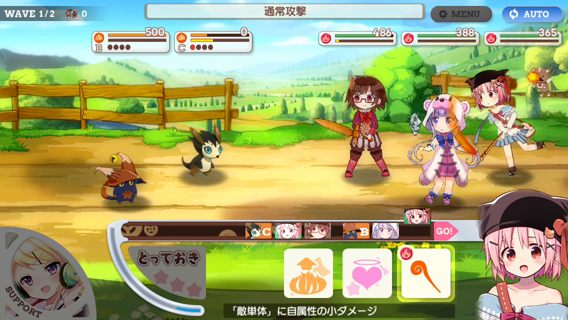 WAVE 1/2 0
通常攻撃
MENU
AUTO
500
B
0
C
486
388
365
C
B
GO!
とっておき
SUPPORT
「敵単体」に自属性の小ダメージ